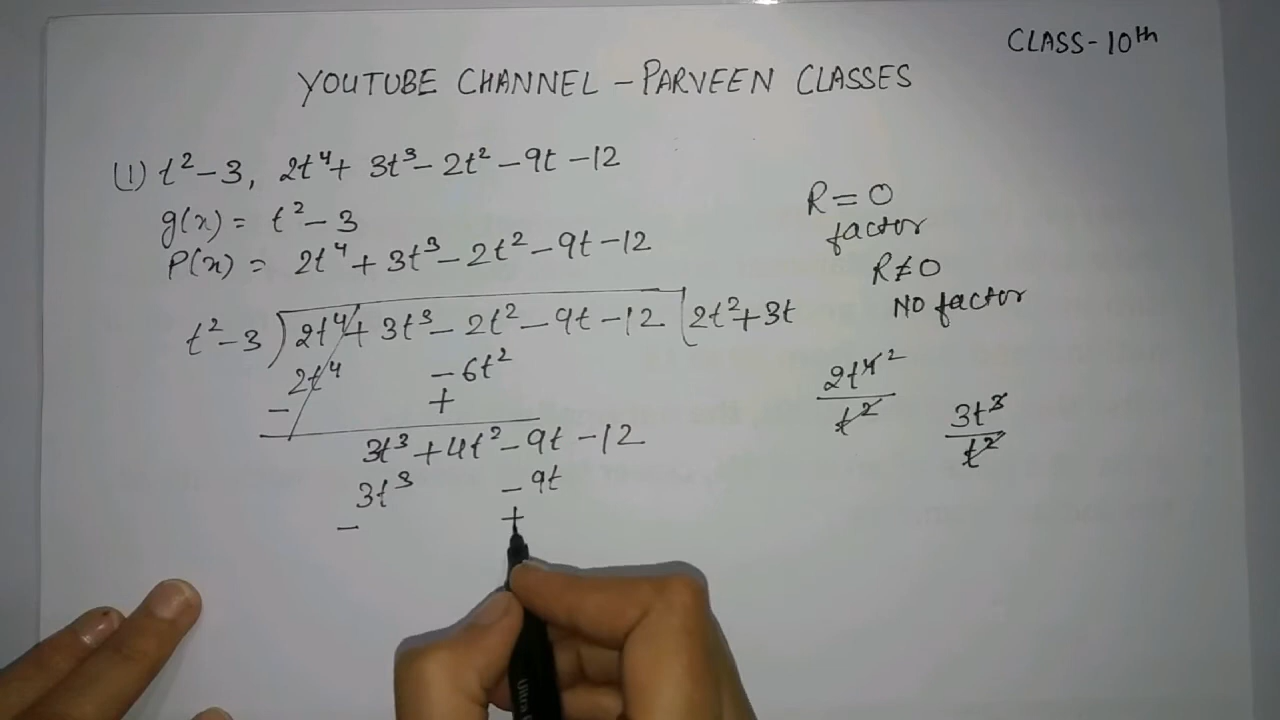 CLASS-10th
YOUTUBE CHANNEL - PARVEEN CLASSES
(1) t²-3, 2t⁴+ 3t³- 2t² -9t -12
g(x) = t²-3
P(x) = 2t⁴+3t³-2t²-9t-12
R=0
factor
R≠0
No factor
t²-3 ) 2t⁴+3t³-2t²-9t-12 ( 2t²+3t
2t⁴ -6t²
- +
3t³+4t²-9t-12
3t³ -9t
- +
2t⁴ ²
t²
3t³
t²